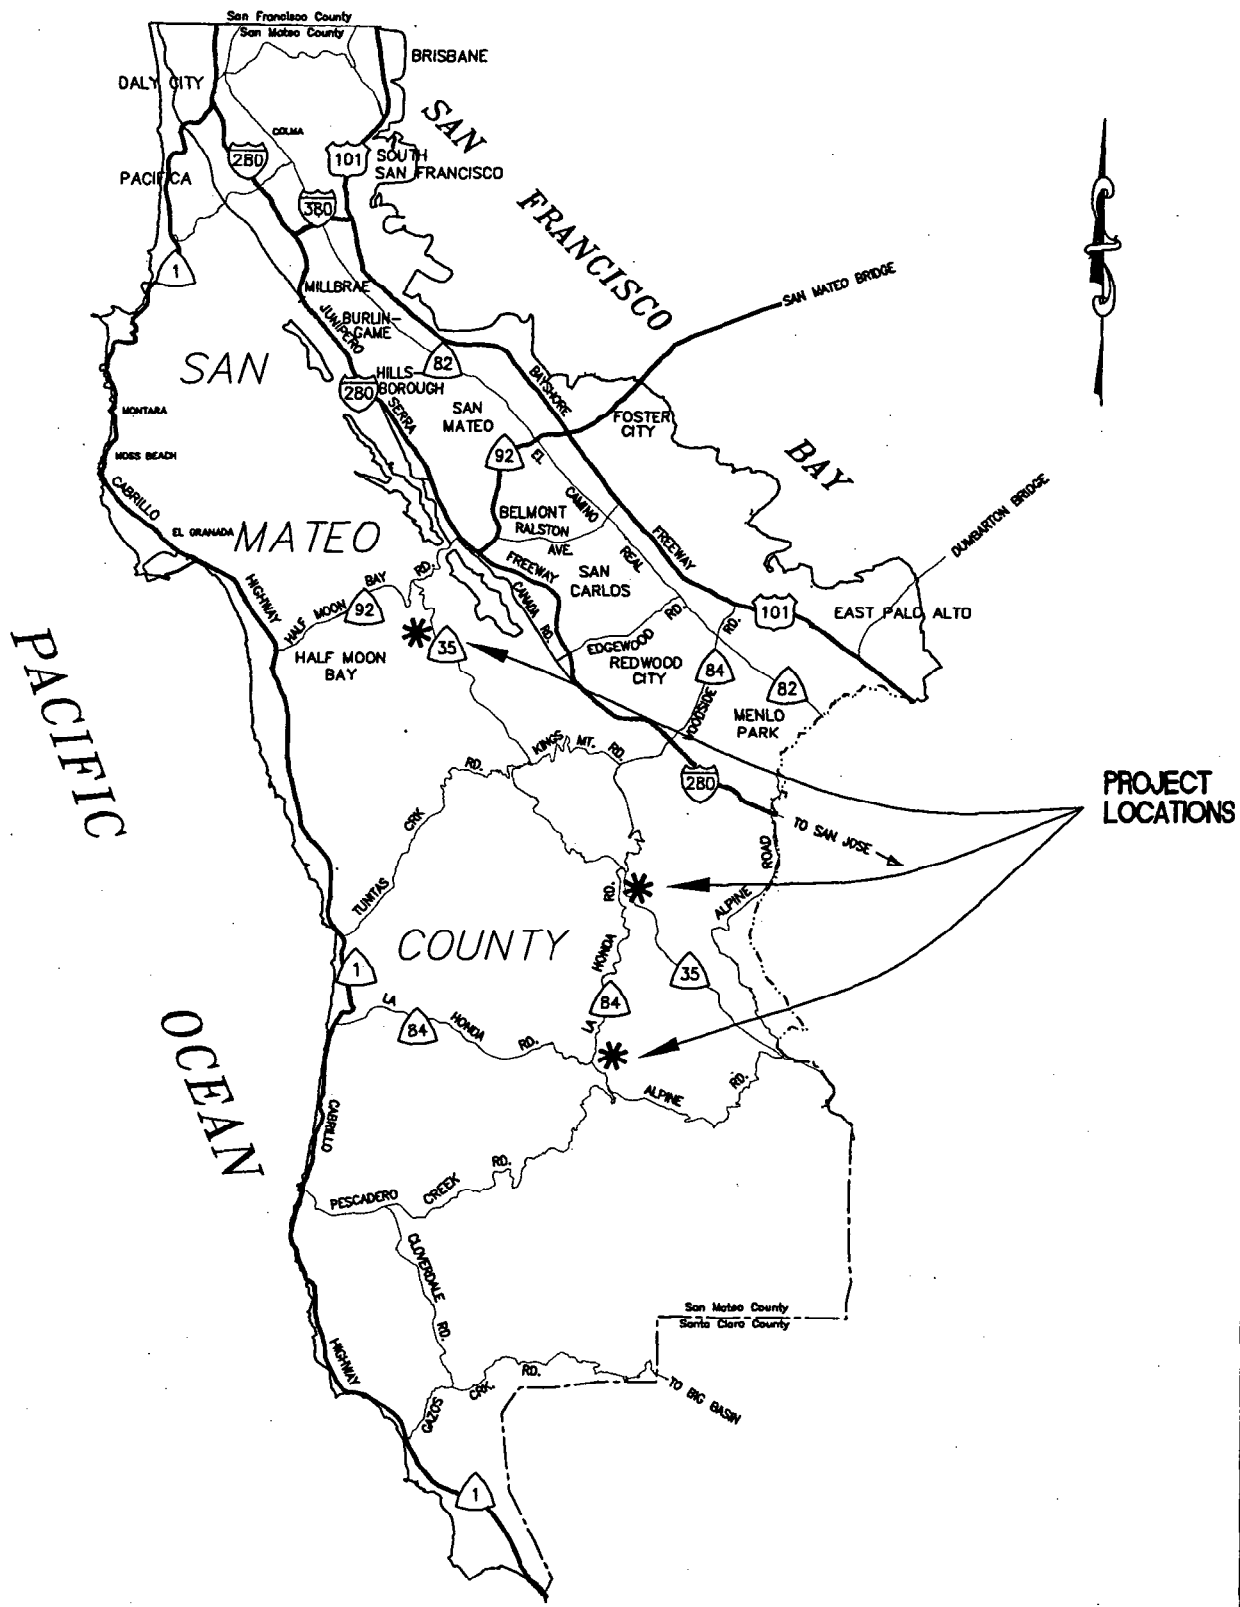 San Francisco County
San Mateo County
BRISBANE
DALY CITY
SAN
COLMA
280
101
SOUTH
SAN FRANCISCO
PACIFICA
380
FRANCISCO
1
SAN MATEO BRIDGE
MILLBRAE
JUNIPERO
BURLIN-
GAME
SAN
82
HILLS-
BOROUGH
280
SERRA
BAYSHORE
MONTARA
SAN
MATEO
FOSTER
CITY
MOSS BEACH
92
EL
BAY
CABRILLO
CAMINO
DUMBARTON BRIDGE
EL GRANADA
MATEO
BELMONT
RALSTON
AVE.
REAL
FREEWAY
FREEWAY
SAN
CARLOS
HIGHWAY
HALF MOON BAY RD.
92
CANADA RD.
101
EAST PALO ALTO
PACIFIC
35
HALF MOON
BAY
EDGEWOOD RD.
REDWOOD
CITY
RD.
84
82
WOODSIDE
MENLO
PARK
KINGS MT. RD.
280
PROJECT
LOCATIONS
TUNITAS CRK RD.
TO SAN JOSE
ALPINE ROAD
COUNTY
RD.
HONDA
LA
84
35
1
LA HONDA RD.
84
OCEAN
ALPINE RD.
CABRILLO
PESCADERO CREEK RD.
CLOVERDALE RD.
San Mateo County
Santa Clara County
HIGHWAY
GAZOS CRK. RD.
TO BIG BASIN
1